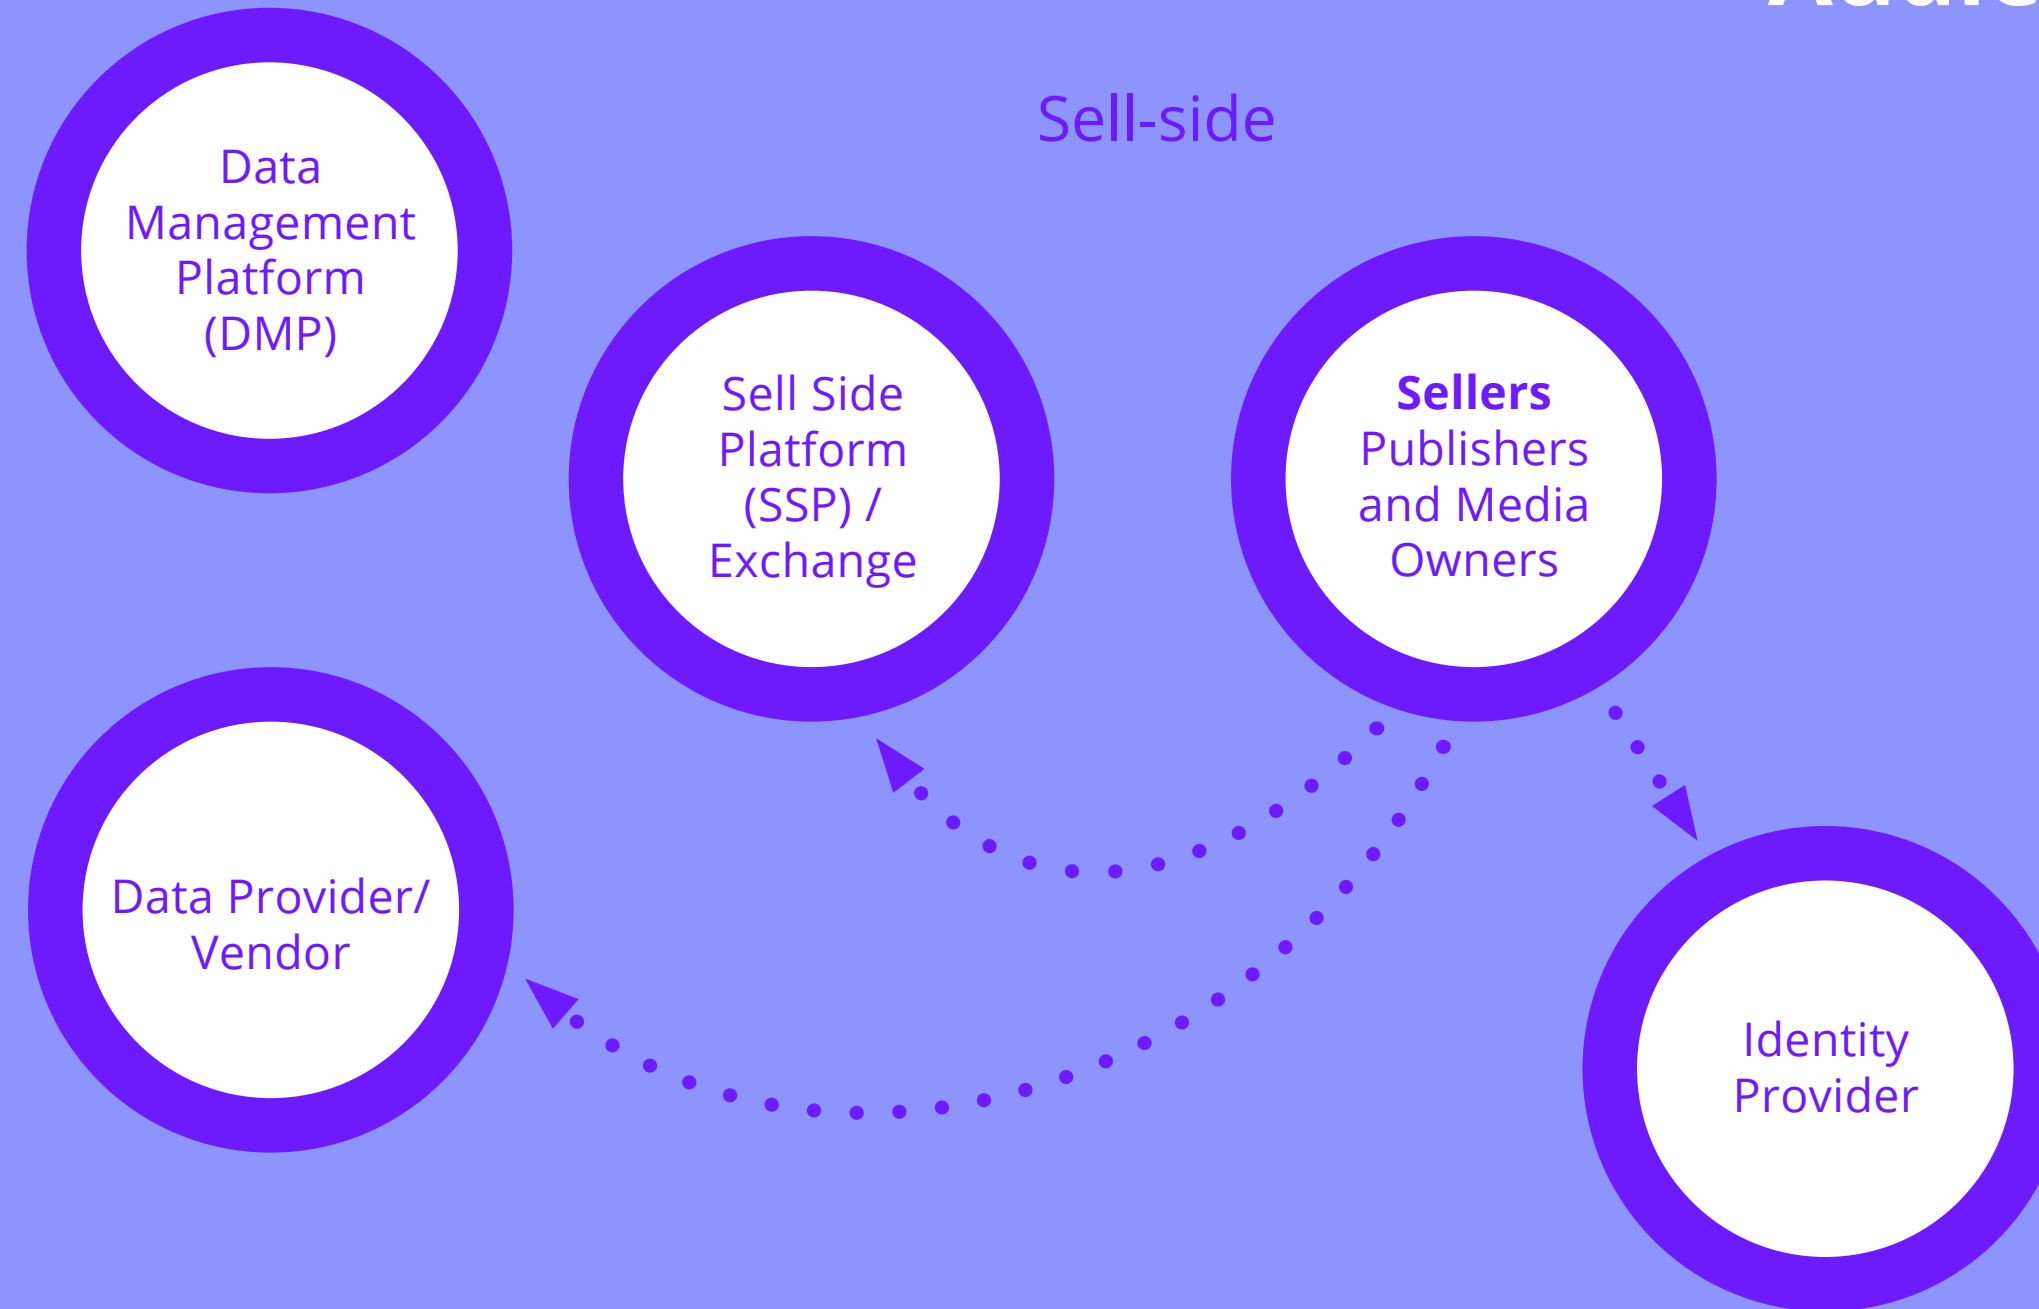 Sell-side
Data
Management
Platform
(DMP)
Sell Side
Platform
(SSP) /
Exchange
Sellers
Publishers
and Media
Owners
Data Provider/
Vendor
Identity
Provider